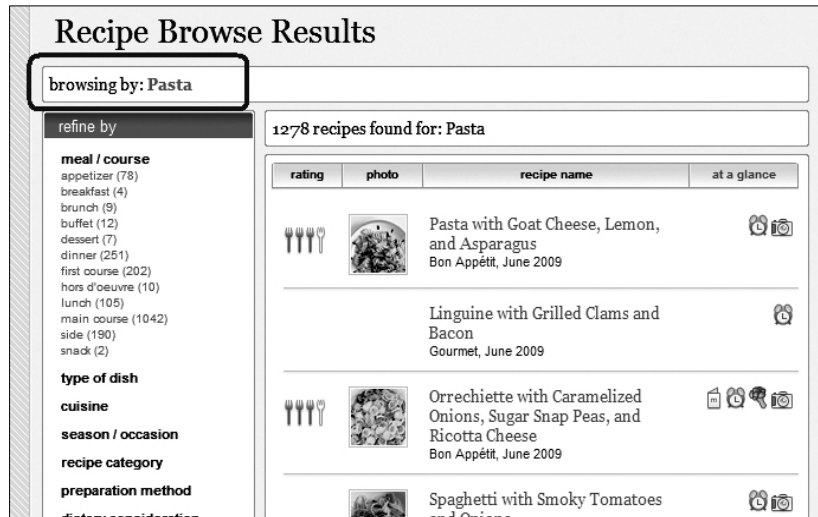 Recipe Browse Results
browsing by: Pasta
refine by
meal / course
appetizer (78)
breakfast (4)
brunch (9)
buffet (12)
dessert (7)
dinner (251)
first course (202)
hors d'oeuvre (10)
lunch (105)
main course (1042)
side (190)
snack (2)
type of dish
cuisine
season / occasion
recipe category
preparation method
dietary consideration
1278 recipes found for: Pasta
rating photo recipe name at a glance
Pasta with Goat Cheese, Lemon,
and Asparagus
Bon Appétit, June 2009
Linguine with Grilled Clams and
Bacon
Gourmet, June 2009
Orrechiette with Caramelized
Onions, Sugar Snap Peas, and
Ricotta Cheese
Bon Appétit, June 2009
m
Spaghetti with Smoky Tomatoes
and Onions